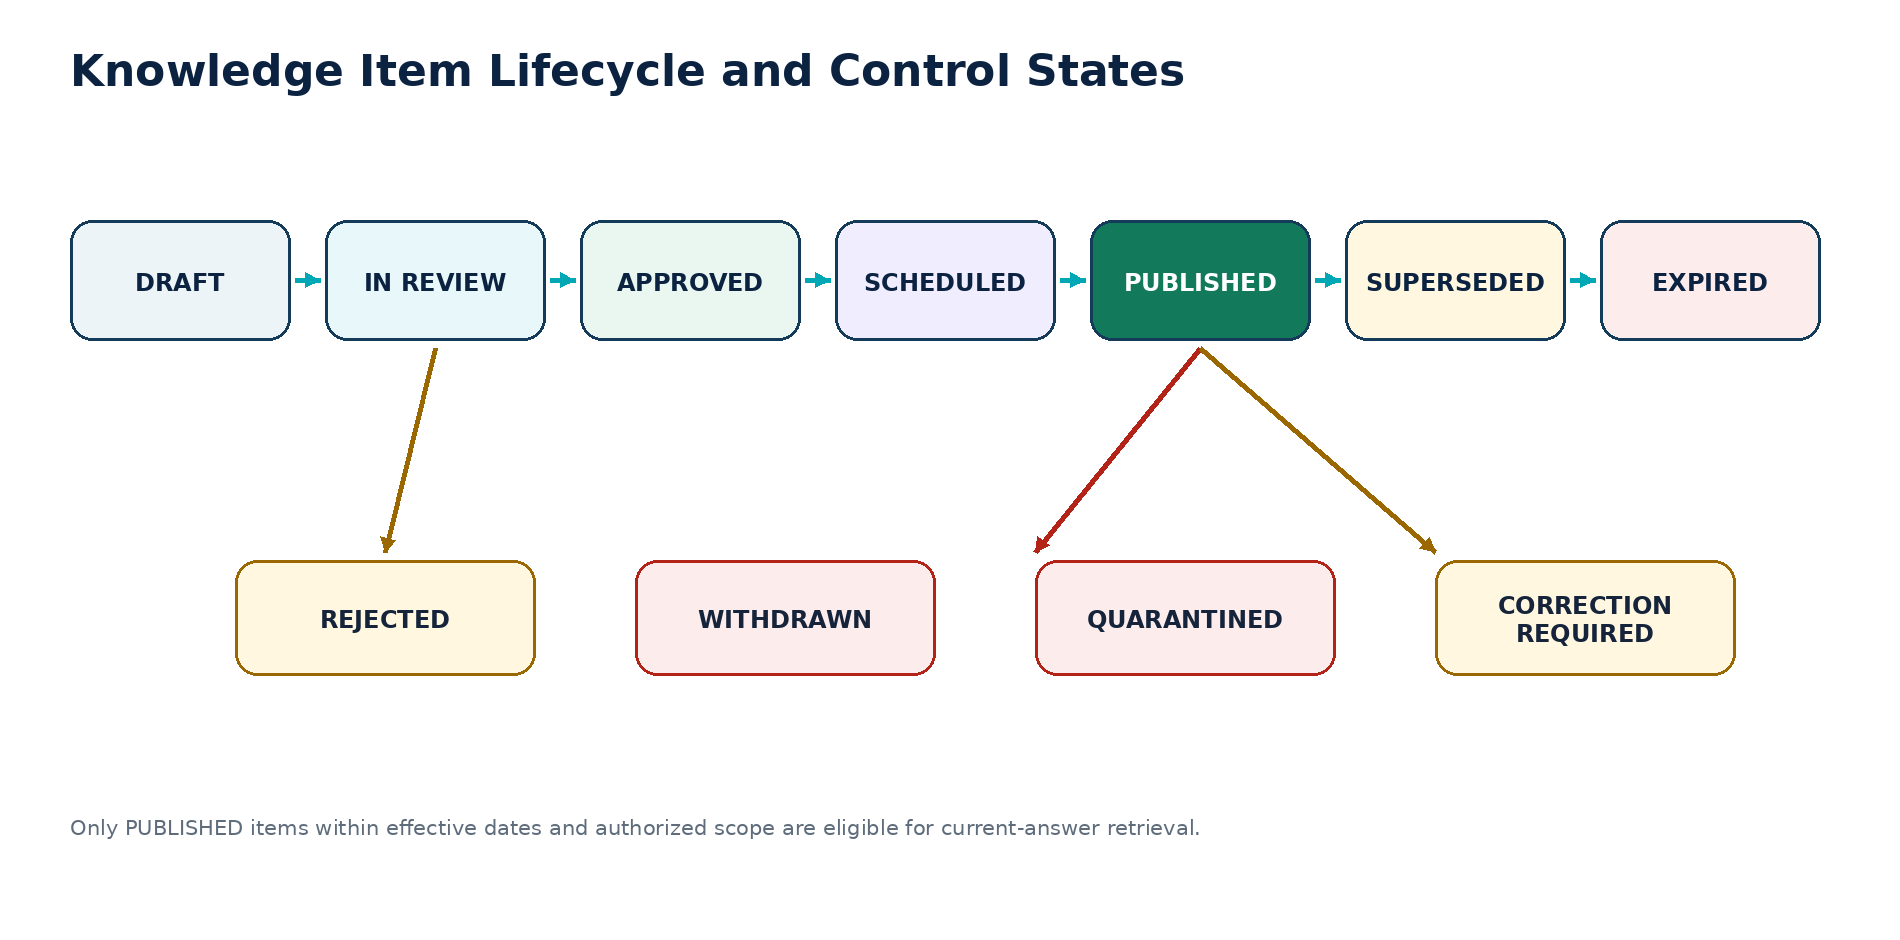 Knowledge Item Lifecycle and Control States
DRAFT
IN REVIEW
APPROVED
SCHEDULED
PUBLISHED
SUPERSEDED
EXPIRED
REJECTED
WITHDRAWN
QUARANTINED
CORRECTION
REQUIRED
Only PUBLISHED items within effective dates and authorized scope are eligible for current-answer retrieval.